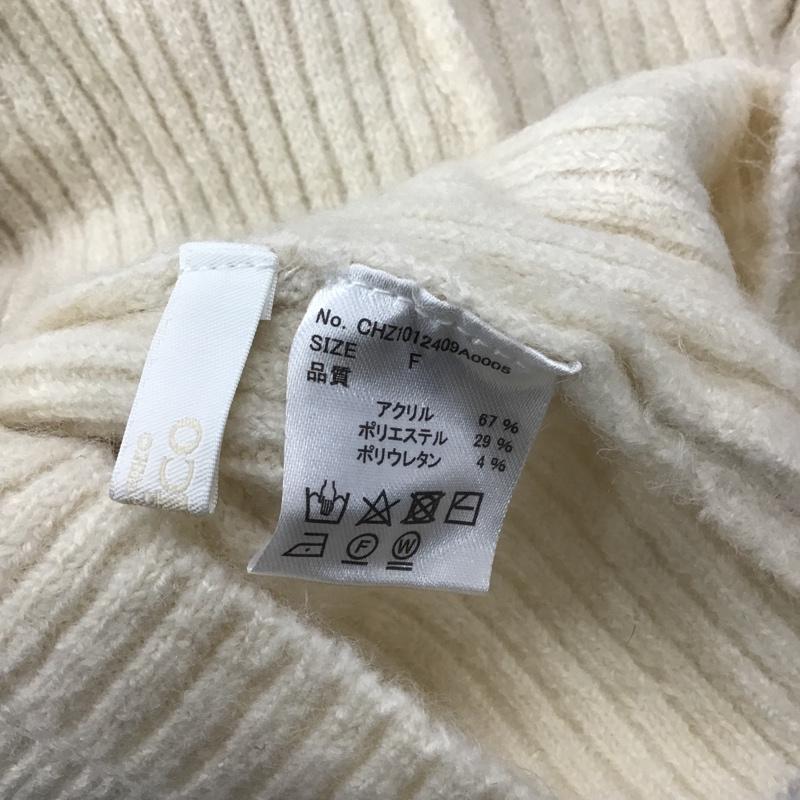 No. CHZ1012409A0005
SIZE F
品質
アクリル 67 %
ポリエステル 29 %
ポリウレタン 4 %
F W